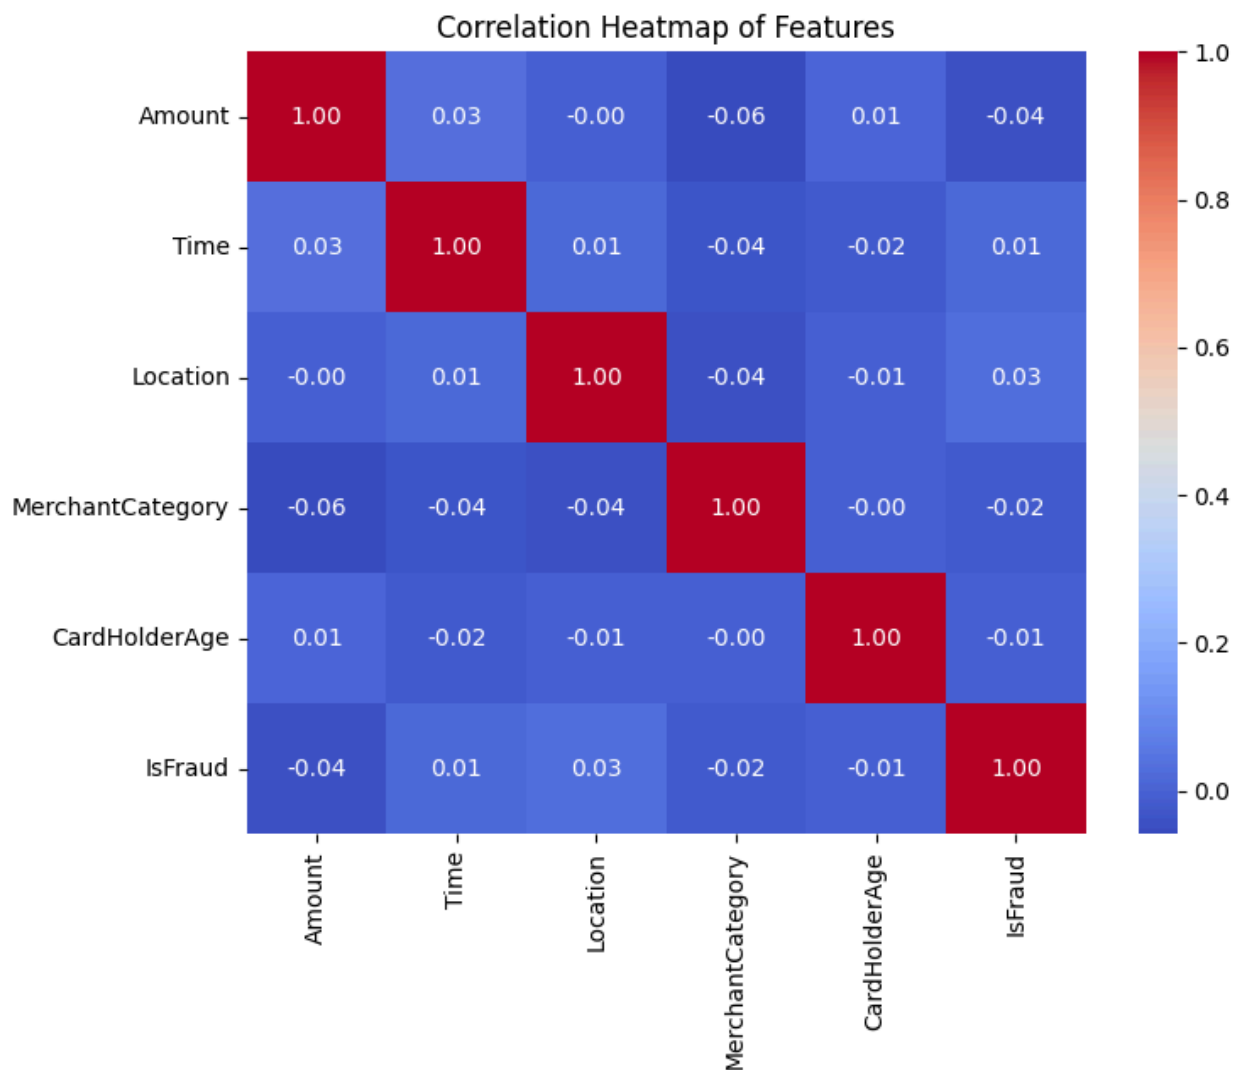 Correlation Heatmap of Features
Amount 1.00 0.03 -0.00 -0.06 0.01 -0.04
Time 0.03 1.00 0.01 -0.04 -0.02 0.01
Location -0.00 0.01 1.00 -0.04 -0.01 0.03
MerchantCategory -0.06 -0.04 -0.04 1.00 -0.00 -0.02
CardHolderAge 0.01 -0.02 -0.01 -0.00 1.00 -0.01
IsFraud -0.04 0.01 0.03 -0.02 -0.01 1.00
Amount
Time
Location
MerchantCategory
CardHolderAge
IsFraud
1.0
0.8
0.6
0.4
0.2
0.0